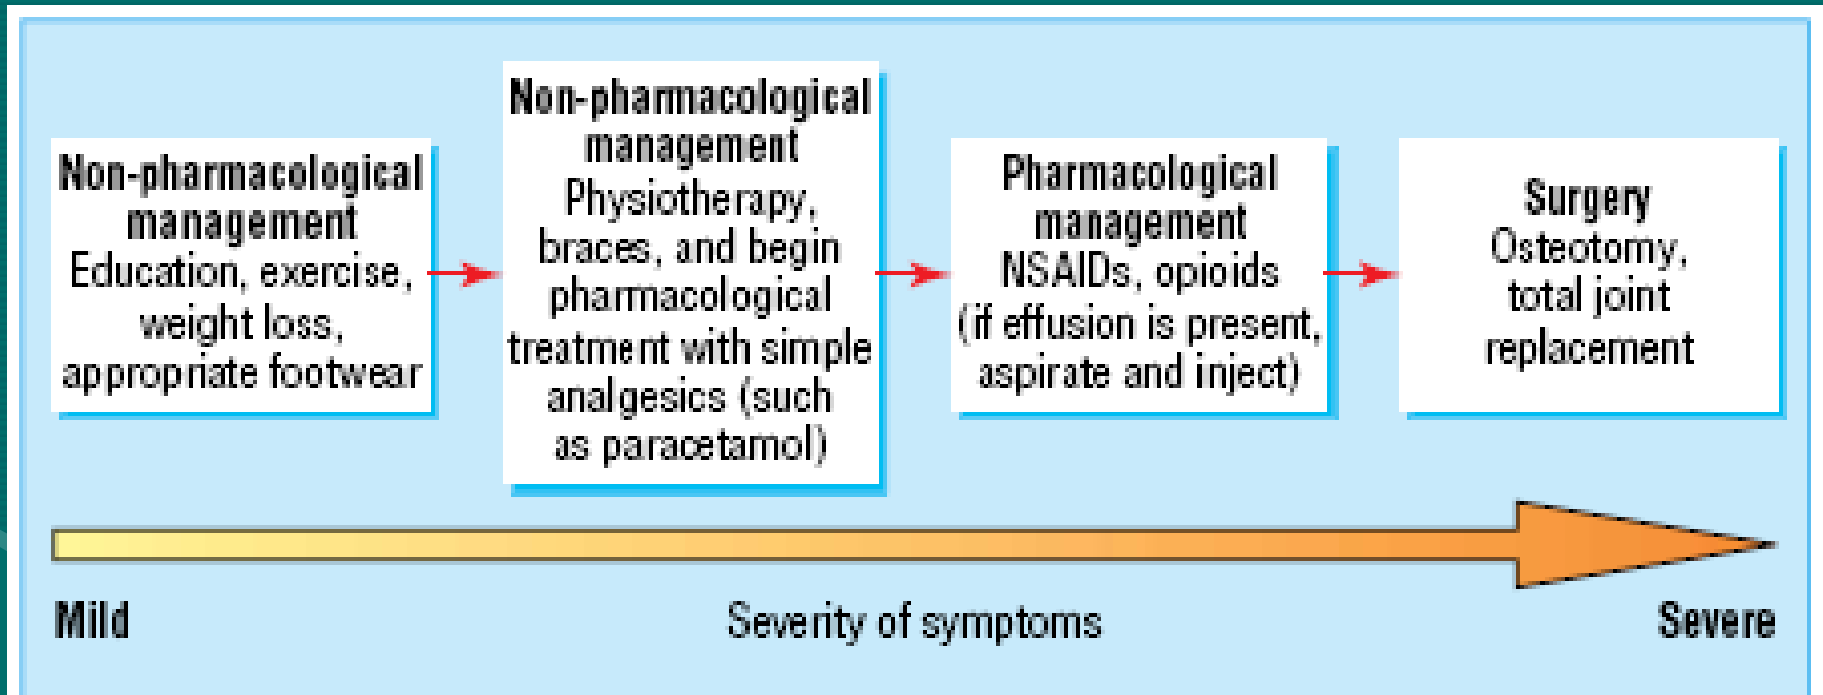 Non-pharmacological
management
Education, exercise,
weight loss,
appropriate footwear
Non-pharmacological
management
Physiotherapy,
braces, and begin
pharmacological
treatment with simple
analgesics (such
as paracetamol)
Pharmacological
management
NSAIDs, opioids
(if effusion is present,
aspirate and inject)
Surgery
Osteotomy,
total joint
replacement
Mild
Severity of symptoms
Severe